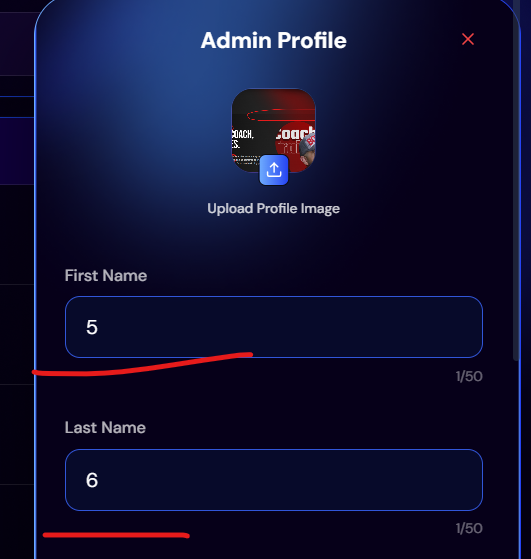 Admin Profile
COACH,
Coach
ES.
Upload Profile Image
First Name
5
1/50
Last Name
6
1/50